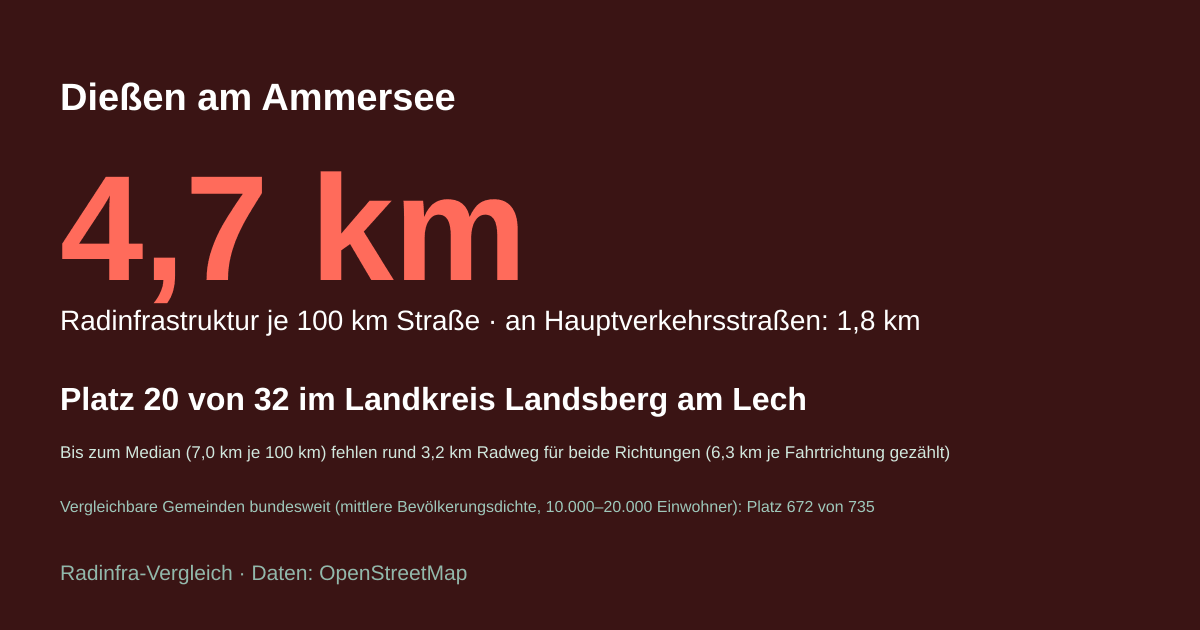 Dießen am Ammersee
4,7 km
Radinfrastruktur je 100 km Straße · an Hauptverkehrsstraßen: 1,8 km
Platz 20 von 32 im Landkreis Landsberg am Lech
Bis zum Median (7,0 km je 100 km) fehlen rund 3,2 km Radweg für beide Richtungen (6,3 km je Fahrtrichtung gezählt)
Vergleichbare Gemeinden bundesweit (mittlere Bevölkerungsdichte, 10.000–20.000 Einwohner): Platz 672 von 735
Radinfra-Vergleich · Daten: OpenStreetMap